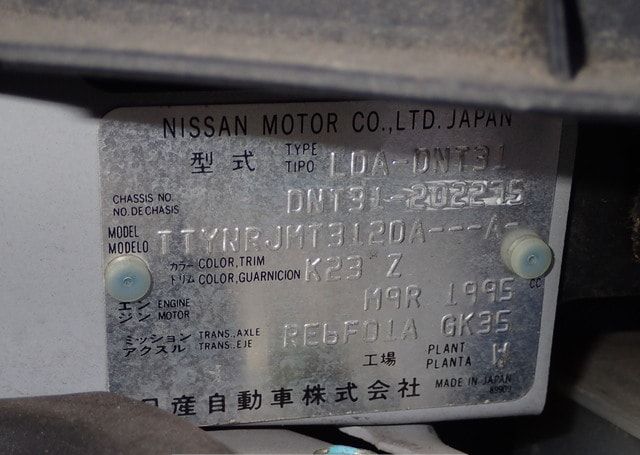 NISSAN MOTOR CO.,LTD. JAPAN
型式 TYPE TIPO LDA-DNT31
CHASSIS NO. NO. DE CHASIS DNT31-202275
MODEL MODELO TTYNRJMT312DA---A-
カラー トリム COLOR,TRIM COLOR,GUARNICION K23 Z
エンジン ENGINE MOTOR M9R 1995 CC
ミッション アクスル TRANS.,AXLE TRANS.,EJE RE6F01A GK35
工場 PLANT PLANTA W
日産自動車株式会社 MADE IN JAPAN